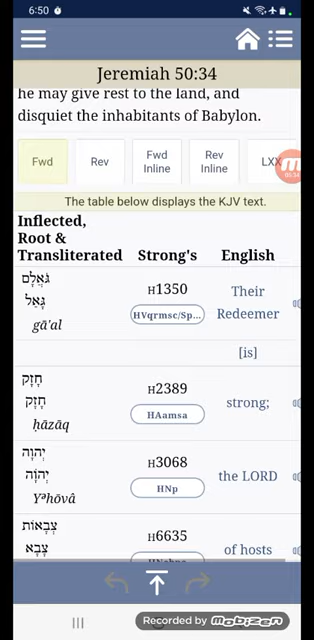 6:50
Jeremiah 50:34
he may give rest to the land, and
disquiet the inhabitants of Babylon.
Fwd
Rev
Fwd Inline
Rev Inline
LXX
The table below displays the KJV text.
Inflected,
Root &
Transliterated Strong's English
גֹּאֲלָם
גָּאַל
gā'al
H1350
HVqrmsc/Sp...
Their
Redeemer
[is]
חָזָק
חָזָק
ḥāzāq
H2389
HAamsa
strong;
יְהוָה
יְהֹוָה
Yᵊhōvâ
H3068
HNp
the LORD
צְבָאוֹת
צָבָא
H6635
of hosts
Recorded by mobizen